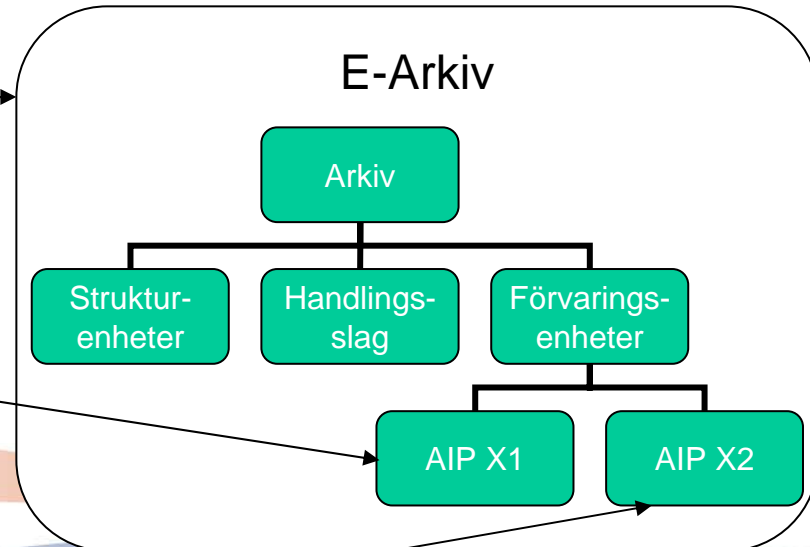 E-Arkiv
Arkiv
Struktur-
enheter
Handlings-
slag
Förvarings-
enheter
AIP X1
AIP X2